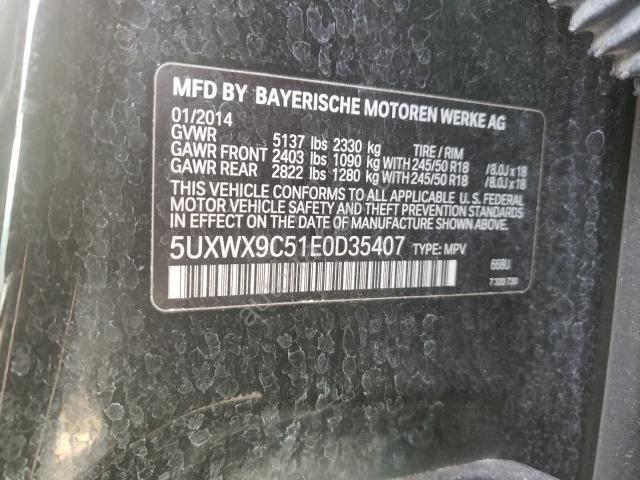 MFD BY BAYERISCHE MOTOREN WERKE AG
01/2014
GVWR 5137 lbs 2330 kg TIRE / RIM
GAWR FRONT 2403 lbs 1090 kg WITH 245/50 R18 /8.0J x 18
GAWR REAR 2822 lbs 1280 kg WITH 245/50 R18 /8.0J x 18
THIS VEHICLE CONFORMS TO ALL APPLICABLE U. S. FEDERAL
MOTOR VEHICLE SAFETY AND THEFT PREVENTION STANDARDS
IN EFFECT ON THE DATE OF MANUFACTURE SHOWN ABOVE.
5UXWX9C51E0D35407 TYPE: MPV
668U
7 320 730